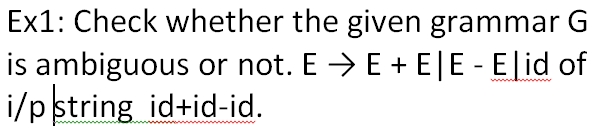 Ex1: Check whether the given grammar G
is ambiguous or not. E → E + E|E - E|id of
i/p string id+id-id.